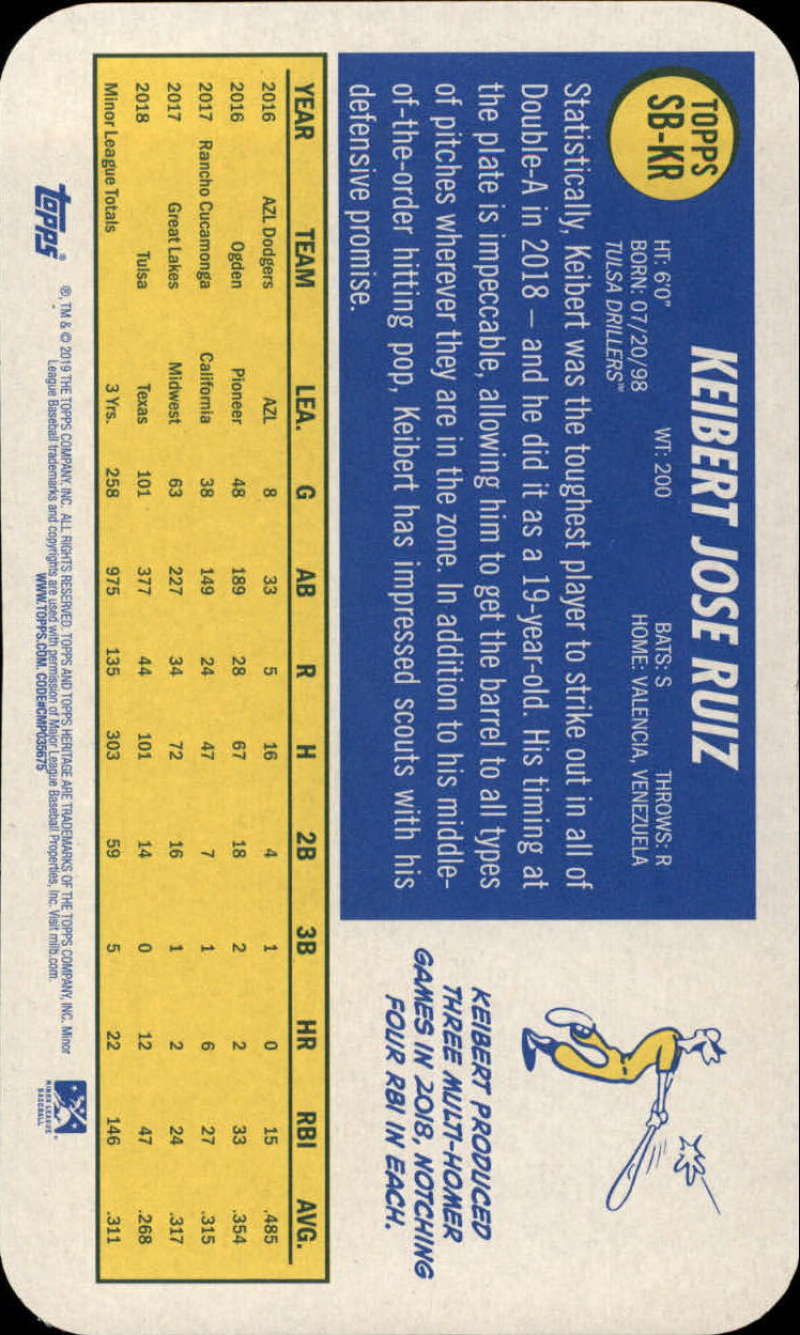 TOPPS
SB-KR
KEIBERT JOSE RUIZ
HT: 6'0" WT: 200 BATS: S THROWS: R
BORN: 07/20/98 HOME: VALENCIA, VENEZUELA
TULSA DRILLERS™
Statistically, Keibert was the toughest player to strike out in all of
Double-A in 2018 – and he did it as a 19-year-old. His timing at
the plate is impeccable, allowing him to get the barrel to all types
of pitches wherever they are in the zone. In addition to his middle-
of-the-order hitting pop, Keibert has impressed scouts with his
defensive promise.
KEIBERT PRODUCED
THREE MULTI-HOMER
GAMES IN 2018, NOTCHING
FOUR RBI IN EACH.
YEAR TEAM LEA. G AB R H 2B 3B HR RBI AVG.
2016 AZL Dodgers AZL 8 33 5 16 4 1 0 15 .485
2016 Ogden Pioneer 48 189 28 67 18 2 2 33 .354
2017 Rancho Cucamonga California 38 149 24 47 7 1 6 27 .315
2017 Great Lakes Midwest 63 227 34 72 16 1 2 24 .317
2018 Tulsa Texas 101 377 44 101 14 0 12 47 .268
Minor League Totals 3 Yrs. 258 975 135 303 59 5 22 146 .311
topps®
®, TM & © 2019 THE TOPPS COMPANY, INC. ALL RIGHTS RESERVED. TOPPS AND TOPPS HERITAGE ARE TRADEMARKS OF THE TOPPS COMPANY, INC. Minor
League Baseball trademarks and copyrights are used with permission of Major League Baseball Properties, Inc. Visit milb.com.
WWW.TOPPS.COM. CODE#CMP035675
MINOR LEAGUE
BASEBALL®